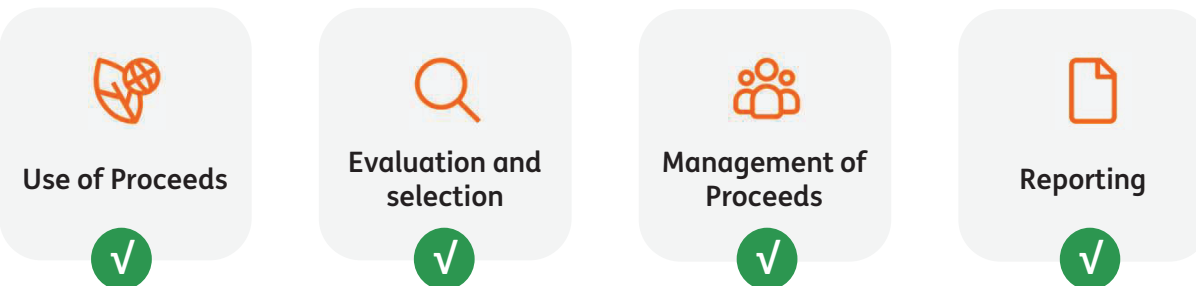 Use of Proceeds
Evaluation and
selection
Management of
Proceeds
Reporting
√
√
√
√